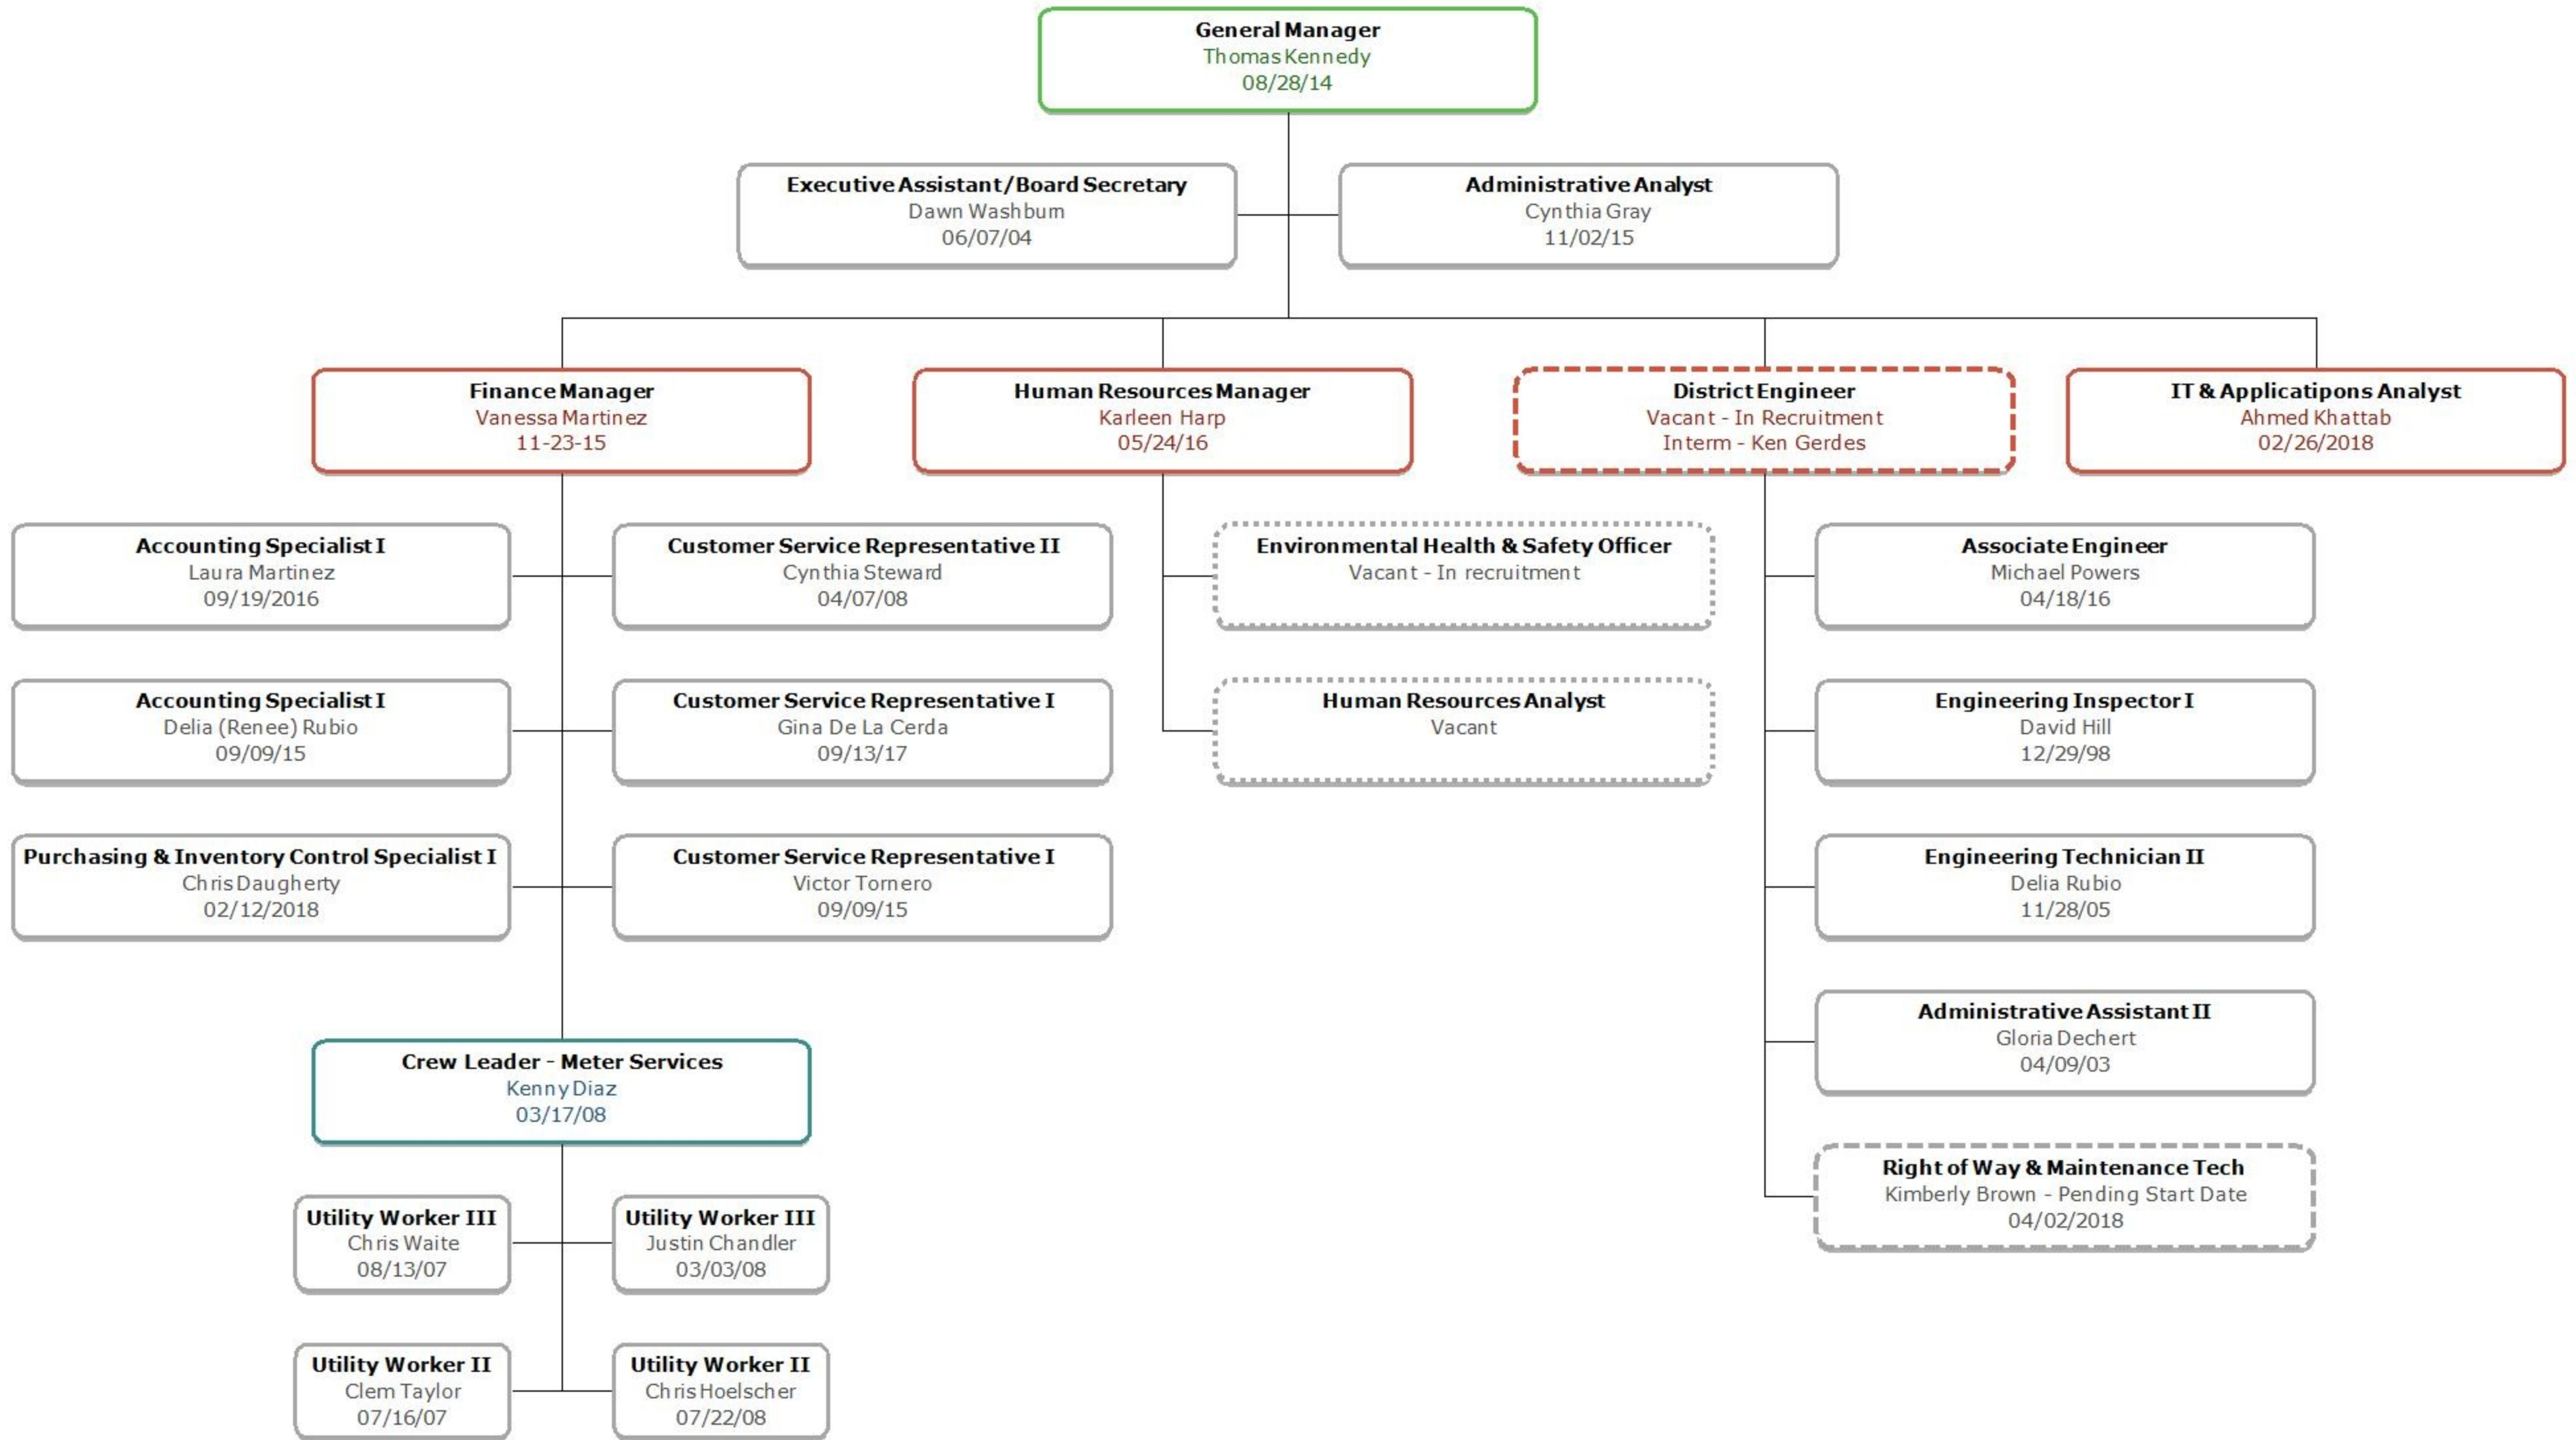 General Manager
Thomas Kennedy
08/28/14
Executive Assistant/Board Secretary
Dawn Washburn
06/07/04
Administrative Analyst
Cynthia Gray
11/02/15
Finance Manager
Vanessa Martinez
11-23-15
Human Resources Manager
Karleen Harp
05/24/16
District Engineer
Vacant - In Recruitment
Interm - Ken Gerdes
IT & Applicatipons Analyst
Ahmed Khattab
02/26/2018
Accounting Specialist I
Laura Martinez
09/19/2016
Customer Service Representative II
Cynthia Steward
04/07/08
Environmental Health & Safety Officer
Vacant - In recruitment
Associate Engineer
Michael Powers
04/18/16
Accounting Specialist I
Delia (Renee) Rubio
09/09/15
Customer Service Representative I
Gina De La Cerda
09/13/17
Human Resources Analyst
Vacant
Engineering Inspector I
David Hill
12/29/98
Purchasing & Inventory Control Specialist I
Chris Daugherty
02/12/2018
Customer Service Representative I
Victor Tornero
09/09/15
Engineering Technician II
Delia Rubio
11/28/05
Administrative Assistant II
Gloria Dechert
04/09/03
Crew Leader - Meter Services
Kenny Diaz
03/17/08
Right of Way & Maintenance Tech
Kimberly Brown - Pending Start Date
04/02/2018
Utility Worker III
Chris Waite
08/13/07
Utility Worker III
Justin Chandler
03/03/08
Utility Worker II
Clem Taylor
07/16/07
Utility Worker II
Chris Hoelscher
07/22/08